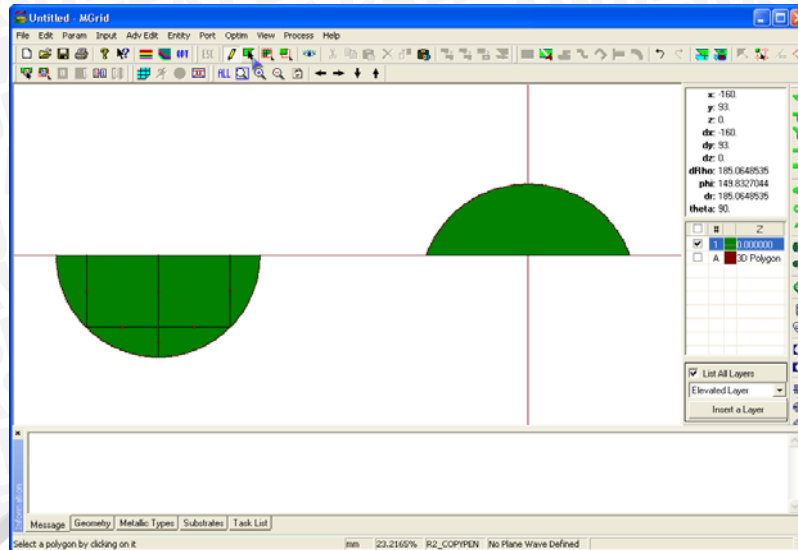 Untitled - MGrid
File Edit Param Input Adv Edit Entity Port Optim View Process Help
ESC
ALL
x: -160.
y: 93.
z: 0.
dx: -160.
dy: 93.
dz: 0.
dRho: 185.0648535
phi: 149.8327044
dr: 185.0648535
theta: 90.
# Z
1 0.000000
A 3D Polygon
List All Layers
Elevated Layer
Insert a Layer
Information
Message Geometry Metallic Types Substrates Task List
Select a polygon by clicking on it mm 23.2165% R2_COPYPEN No Plane Wave Defined